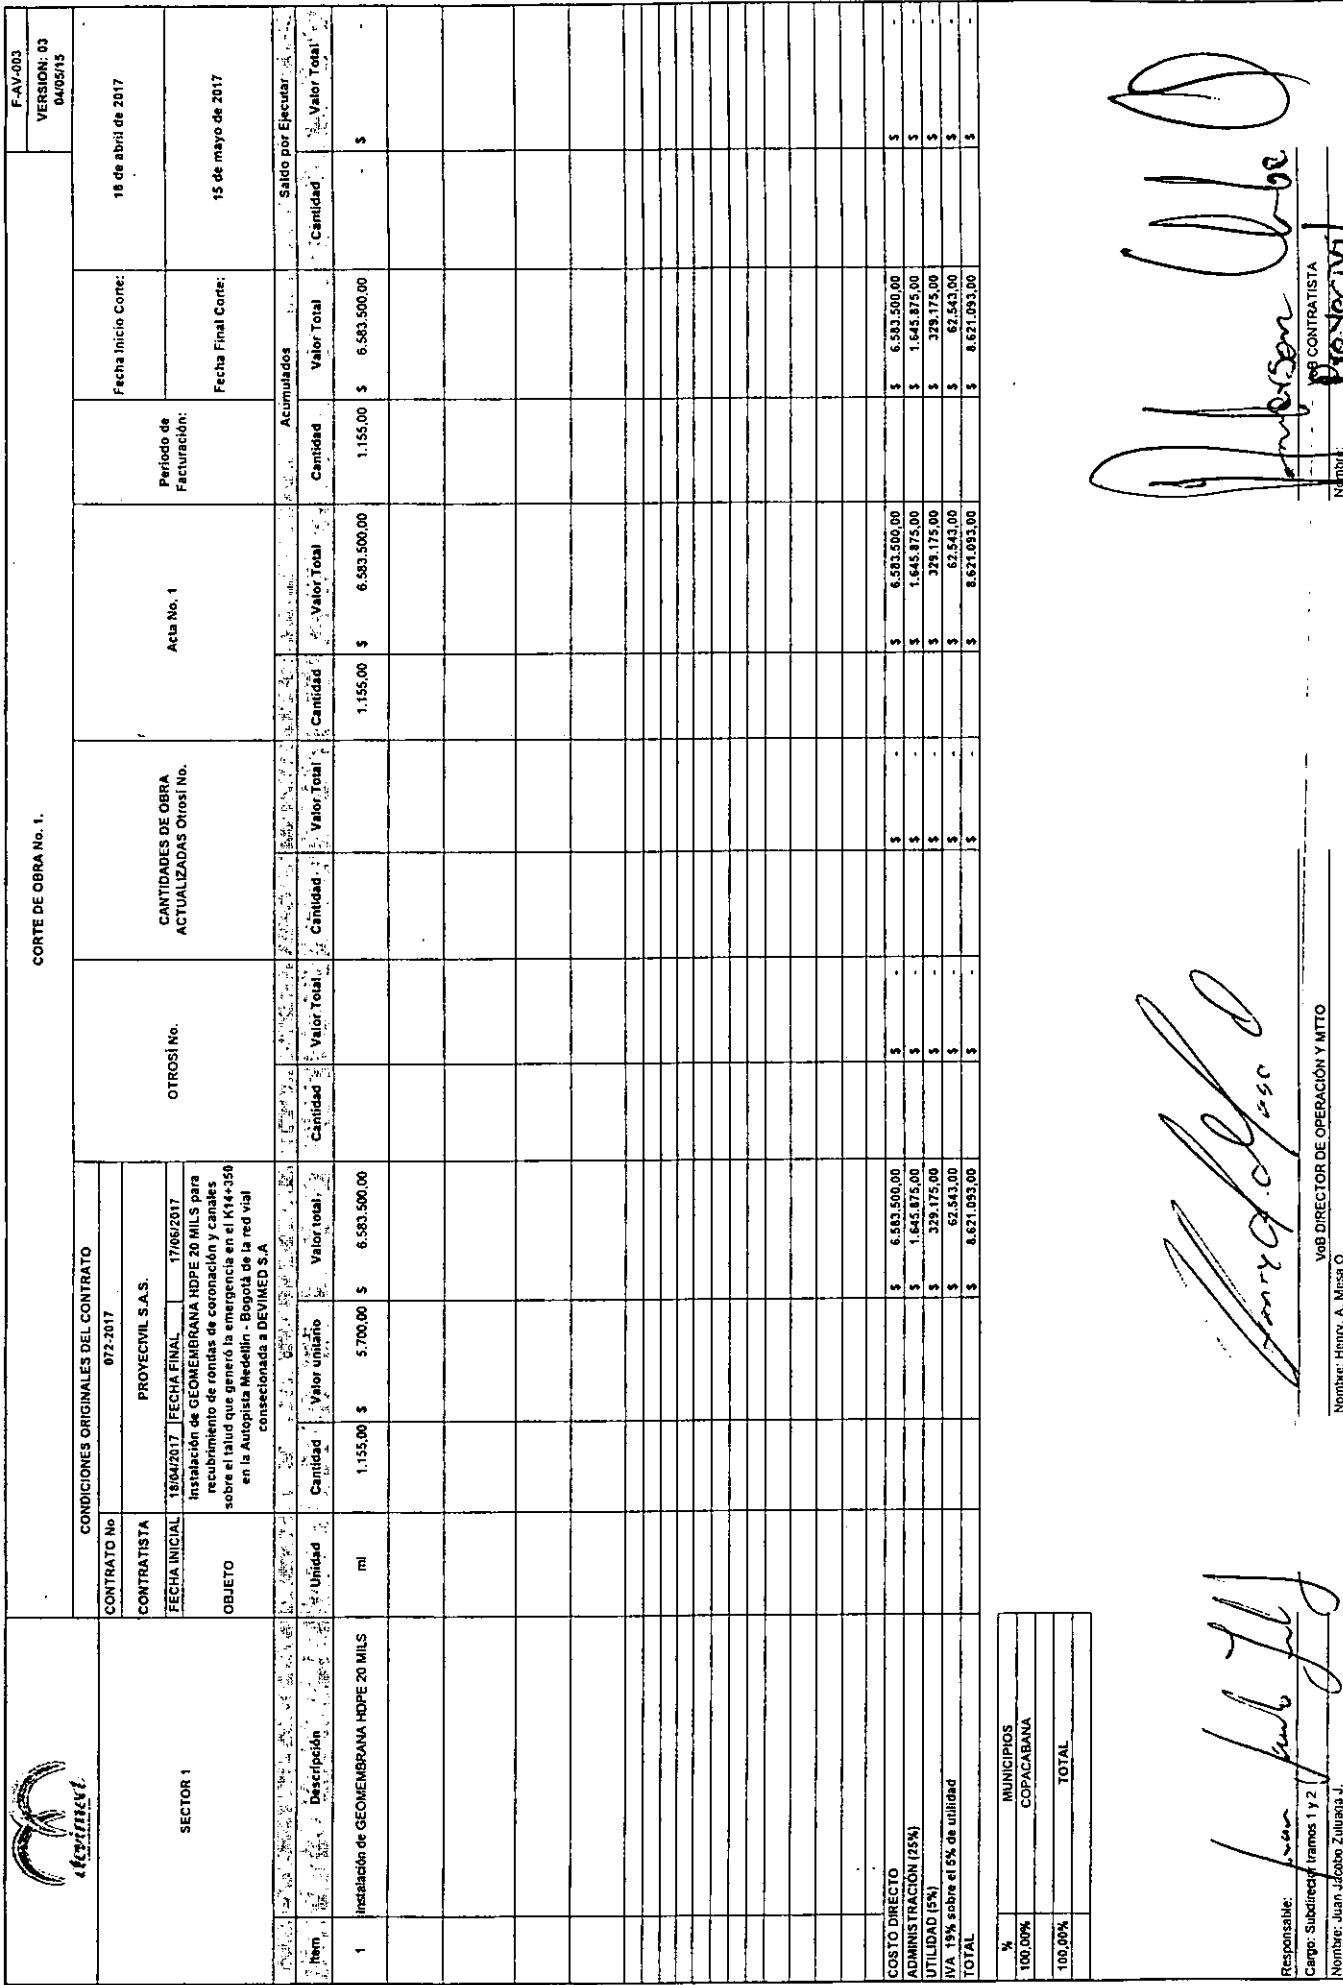 devimed
CORTE DE OBRA No. 1.
F-AV-003
VERSION: 03
04/05/15
SECTOR 1
CONDICIONES ORIGINALES DEL CONTRATO
CONTRATO No 072-2017
CONTRATISTA PROYECIVIL S.A.S.
FECHA INICIAL 18/04/2017 FECHA FINAL 17/06/2017
OBJETO
Instalación de GEOMEMBRANA HDPE 20 MILS para
recubrimiento de rondas de coronación y canales
sobre el talud que generó la emergencia en el K14+350
en la Autopista Medellín - Bogotá de la red vial
consecionada a DEVIMED S.A
OTROSÍ No.
CANTIDADES DE OBRA
ACTUALIZADAS Otrosí No.
Acta No. 1
Periodo de
Facturación:
Fecha Inicio Corte: 18 de abril de 2017
Fecha Final Corte: 15 de mayo de 2017
Acumulados Saldo por Ejecutar
Item Descripción Unidad Cantidad Valor unitario Valor total Cantidad Valor Total Cantidad Valor Total Cantidad Valor Total Cantidad Valor Total Cantidad Valor Total
1 Instalación de GEOMEMBRANA HDPE 20 MILS ml 1.155,00 $ 5.700,00 $ 6.583.500,00 1.155,00 $ 6.583.500,00 1.155,00 $ 6.583.500,00 - $ -
COSTO DIRECTO $ 6.583.500,00 $ - $ - $ 6.583.500,00 $ 6.583.500,00 $ -
ADMINISTRACIÓN (25%) $ 1.645.875,00 $ - $ - $ 1.645.875,00 $ 1.645.875,00 $ -
UTILIDAD (5%) $ 329.175,00 $ - $ - $ 329.175,00 $ 329.175,00 $ -
IVA 19% sobre el 5% de utilidad $ 62.543,00 $ - $ - $ 62.543,00 $ 62.543,00 $ -
TOTAL $ 8.621.093,00 $ - $ - $ 8.621.093,00 $ 8.621.093,00 $ -
% MUNICIPIOS
100,00% COPACABANA
100,00% TOTAL
Responsable:
Cargo: Subdirector tramos 1 y 2
Nombre: Juan Jacobo Zuluaga J.
VoB DIRECTOR DE OPERACIÓN Y MTTO
Nombre: Henry. A. Mesa O
VoB CONTRATISTA
Nombre: